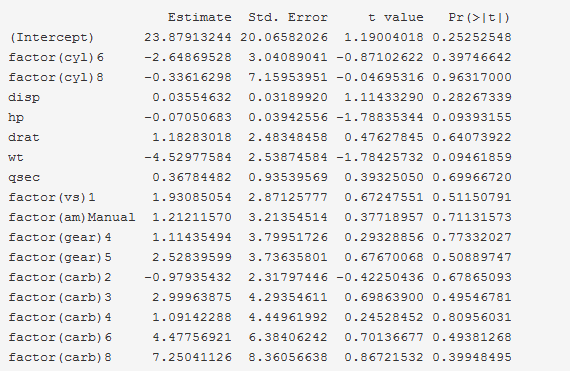 Estimate Std. Error t value Pr(>|t|)
(Intercept) 23.87913244 20.06582026 1.19004018 0.25252548
factor(cyl)6 -2.64869528 3.04089041 -0.87102622 0.39746642
factor(cyl)8 -0.33616298 7.15953951 -0.04695316 0.96317000
disp 0.03554632 0.03189920 1.11433290 0.28267339
hp -0.07050683 0.03942556 -1.78835344 0.09393155
drat 1.18283018 2.48348458 0.47627845 0.64073922
wt -4.52977584 2.53874584 -1.78425732 0.09461859
qsec 0.36784482 0.93539569 0.39325050 0.69966720
factor(vs)1 1.93085054 2.87125777 0.67247551 0.51150791
factor(am)Manual 1.21211570 3.21354514 0.37718957 0.71131573
factor(gear)4 1.11435494 3.79951726 0.29328856 0.77332027
factor(gear)5 2.52839599 3.73635801 0.67670068 0.50889747
factor(carb)2 -0.97935432 2.31797446 -0.42250436 0.67865093
factor(carb)3 2.99963875 4.29354611 0.69863900 0.49546781
factor(carb)4 1.09142288 4.44961992 0.24528452 0.80956031
factor(carb)6 4.47756921 6.38406242 0.70136677 0.49381268
factor(carb)8 7.25041126 8.36056638 0.86721532 0.39948495